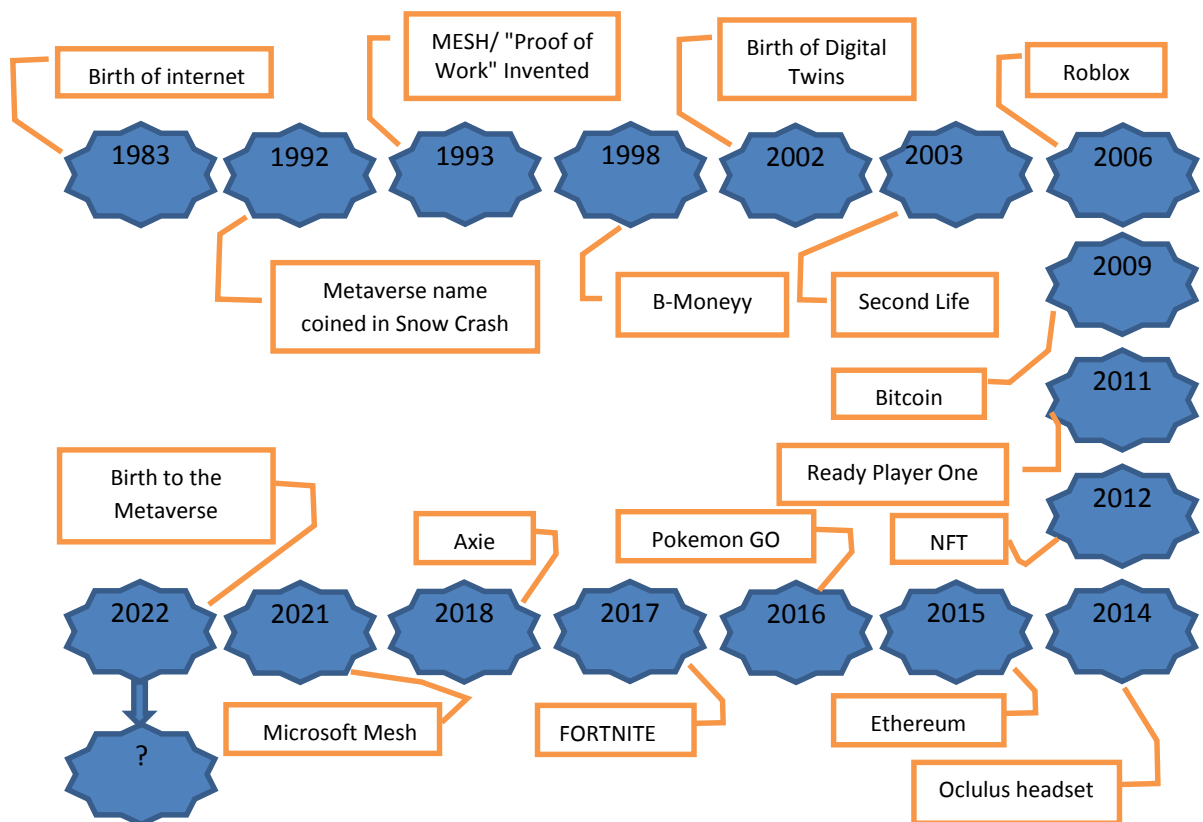 MESH/ "Proof of
Work" Invented
Birth of Digital
Twins
Birth of internet
Roblox
1983
1992
1993
1998
2002
2003
2006
2009
Metaverse name
coined in Snow Crash
B-Moneyy
Second Life
Bitcoin
2011
Birth to the
Metaverse
Ready Player One
2012
Axie
Pokemon GO
NFT
2022
2021
2018
2017
2016
2015
2014
Microsoft Mesh
FORTNITE
Ethereum
?
Oclulus headset